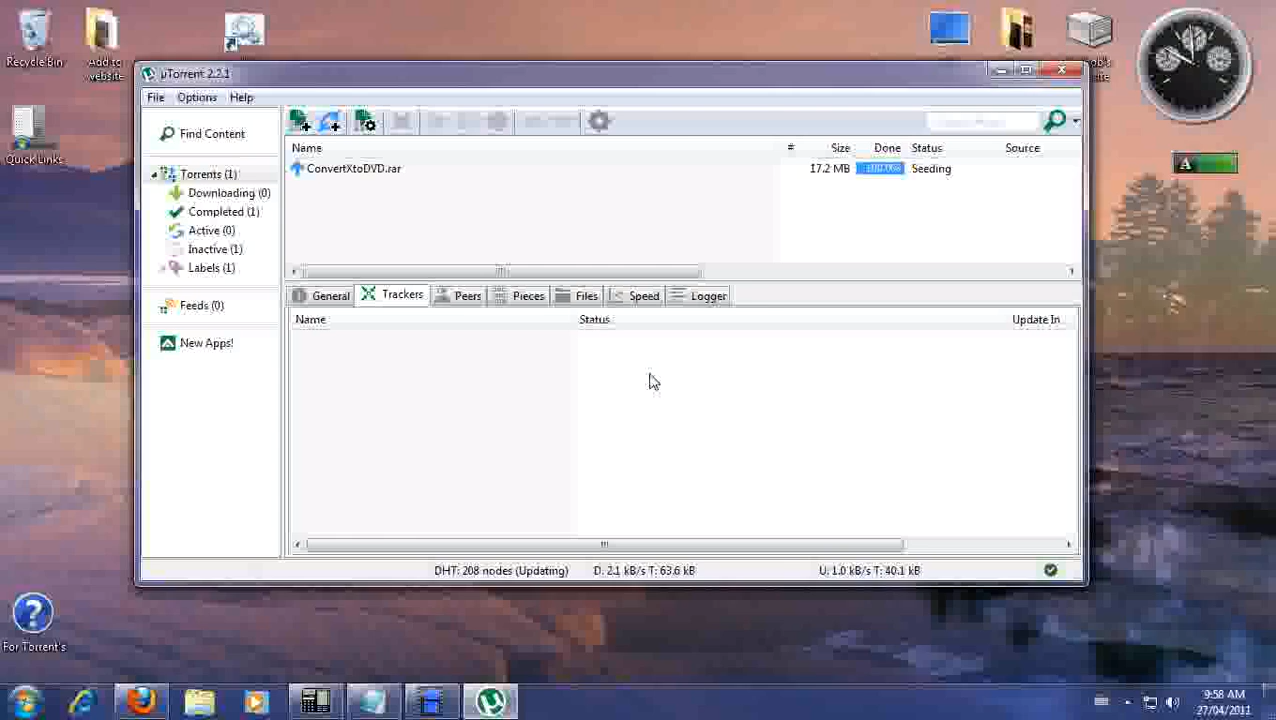 Recycle Bin
Add to
website
Quick Links
µTorrent 2.2.1
File Options Help
Find Content
Torrents (1)
Downloading (0)
Completed (1)
Active (0)
Inactive (1)
Labels (1)
Feeds (0)
New Apps!
Name # Size Done Status Source
ConvertXtoDVD.rar 17.2 MB Seeding
General Trackers Peers Pieces Files Speed Logger
Name Status Update In
DHT: 208 nodes (Updating) D: 2.1 kB/s T: 63.6 kB U: 1.0 kB/s T: 40.1 kB
A
For Torrent's
9:58 AM
27/04/2011